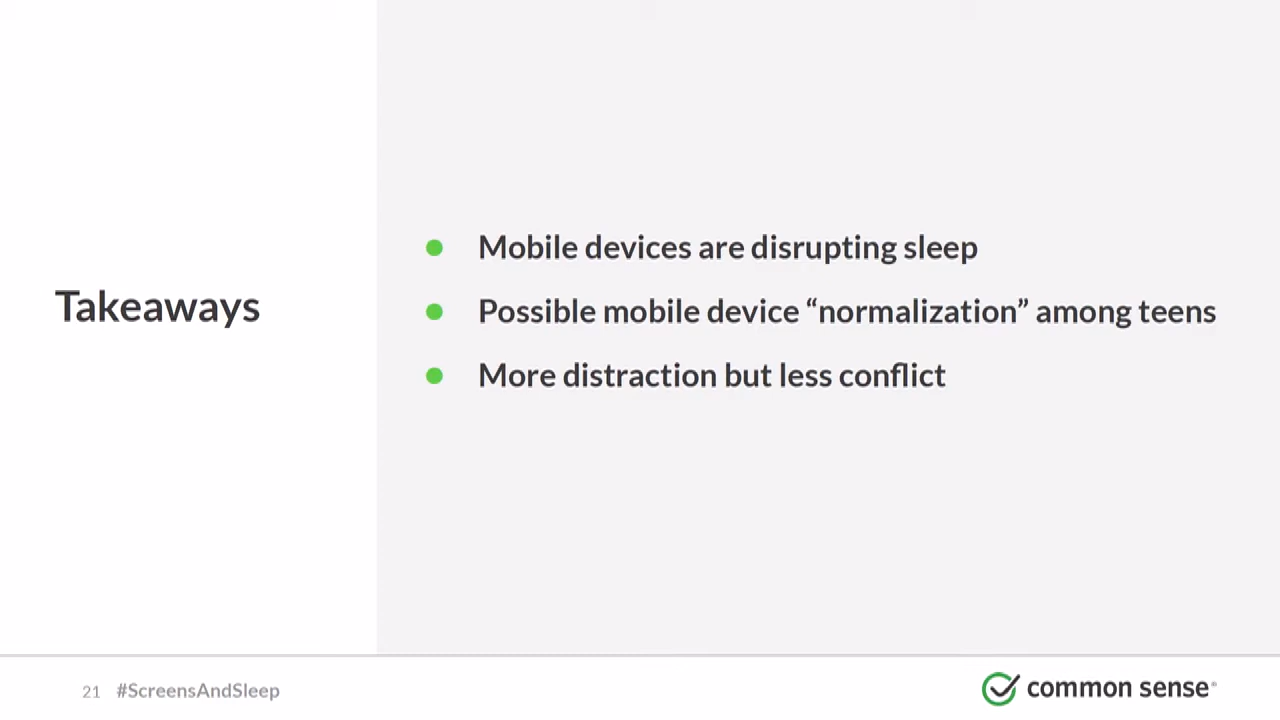 Takeaways
Mobile devices are disrupting sleep
Possible mobile device “normalization” among teens
More distraction but less conflict
21 #ScreensAndSleep
common sense®